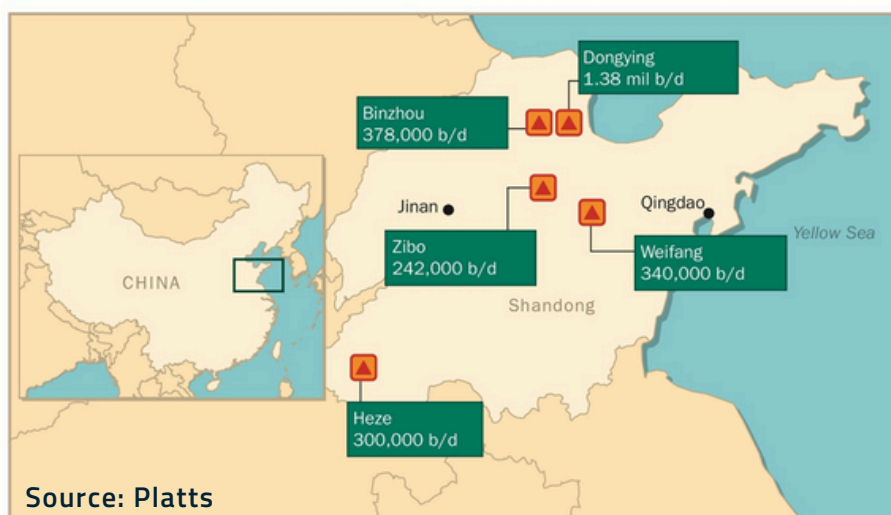 Dongying
1.38 mil b/d
Binzhou
378,000 b/d
Jinan
Qingdao
Yellow Sea
Zibo
242,000 b/d
Weifang
340,000 b/d
CHINA
Shandong
Heze
300,000 b/d
Source: Platts